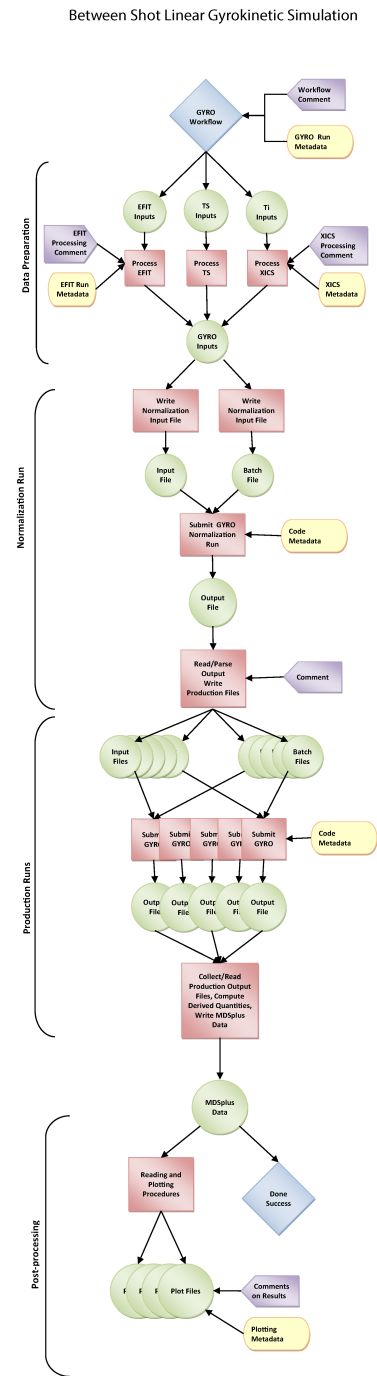 Between Shot Linear Gyrokinetic Simulation
Workflow
Comment
GYRO
Workflow
GYRO Run
Metadata
Data Preparation
EFIT
Inputs
TS
Inputs
Ti
Inputs
EFIT
Processing
Comment
XICS
Processing
Comment
Process
EFIT
Process
TS
Process
XICS
EFIT Run
Metadata
XICS
Metadata
GYRO
Inputs
Normalization Run
Write
Normalization
Input File
Write
Normalization
Input File
Input
File
Batch
File
Submit GYRO
Normalization
Run
Code
Metadata
Output
File
Read/Parse
Output
Write
Production Files
Comment
Production Runs
Input
Files
Batch
Files
Submit
GYRO
Code
Metadata
Output
File
Collect/Read
Production Output
Files, Compute
Derived Quantities,
Write MDSplus
Data
MDSplus
Data
Post-processing
Reading and
Plotting
Procedures
Done
Success
Plot Files
Comments
on Results
Plotting
Metadata